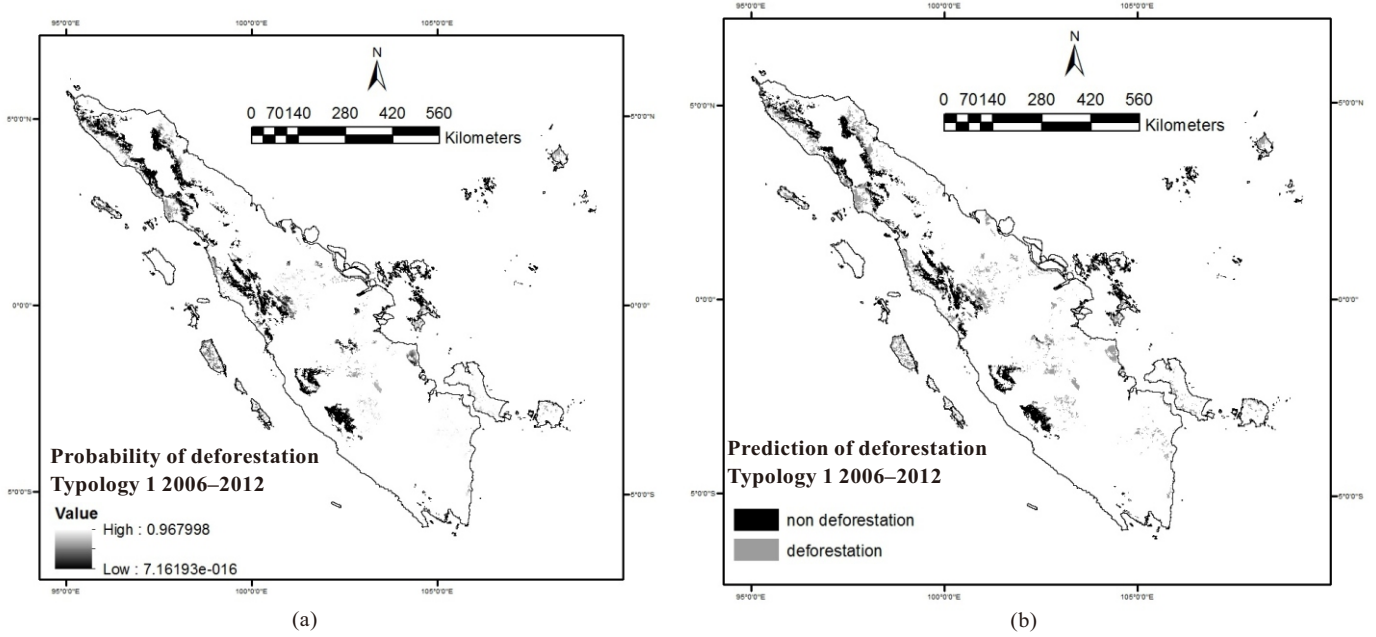 95°0'0"E 100°0'0"E 105°0'0"E
N
0 70 140 280 420 560
Kilometers
5°0'0"N 5°0'0"N
0°0'0" 0°0'0"
5°0'0"S 5°0'0"S
Probability of deforestation
Typology 1 2006–2012
Value
High : 0.967998
Low : 7.16193e-016
95°0'0"E 100°0'0"E 105°0'0"E
(a)
95°0'0"E 100°0'0"E 105°0'0"E
N
0 70 140 280 420 560
Kilometers
5°0'0"N 5°0'0"N
0°0'0" 0°0'0"
5°0'0"S 5°0'0"S
Prediction of deforestation
Typology 1 2006–2012
non deforestation
deforestation
95°0'0"E 100°0'0"E 105°0'0"E
(b)